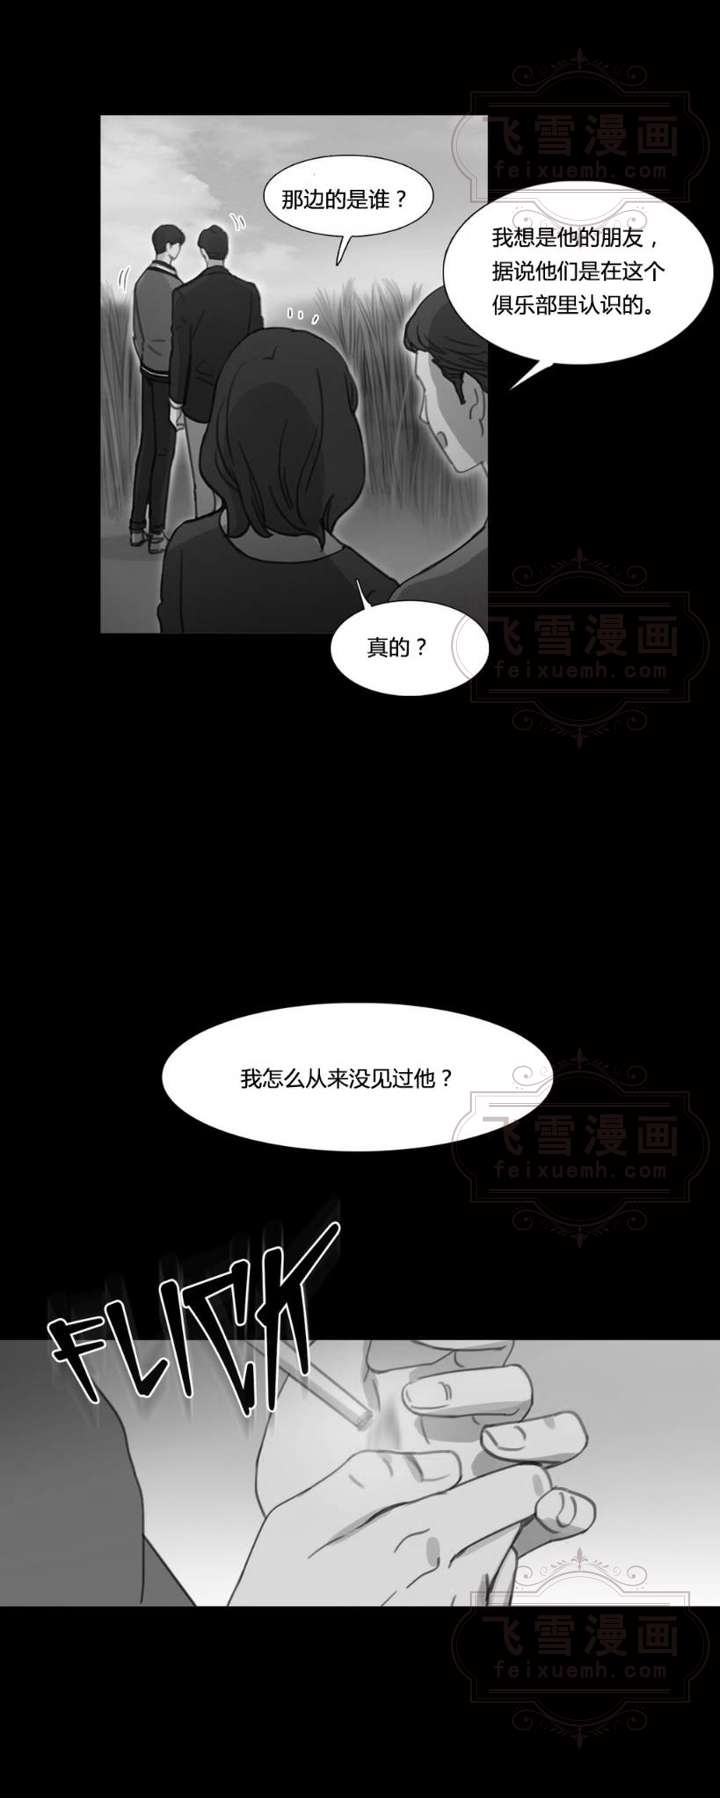 飞雪漫画
feixuemh.com
那边的是谁？
我想是他的朋友，
据说他们是在这个
俱乐部里认识的。
真的？
飞雪漫画
feixuemh.com
我怎么从来没见过他？
飞雪漫画
feixuemh.com
FLICK
飞雪漫画
feixuemh.com